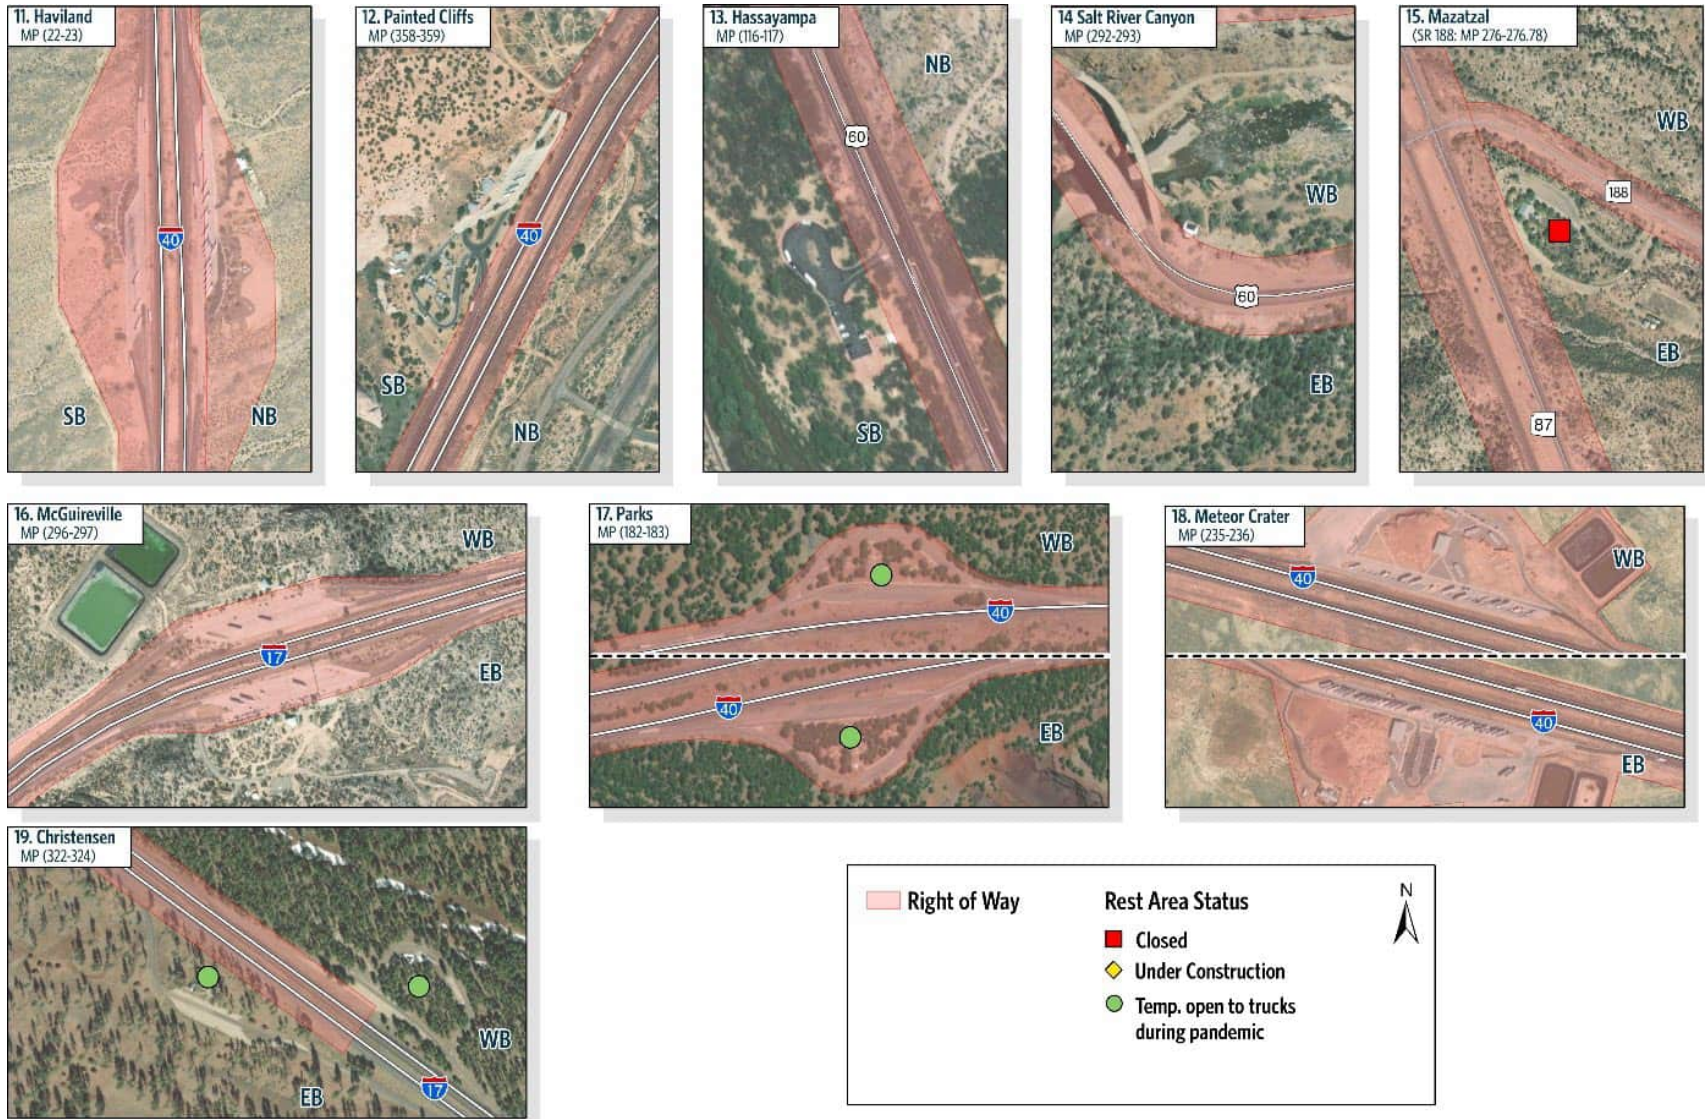 11. Haviland
MP (22-23)
40
SB
NB
12. Painted Cliffs
MP (358-359)
40
SB
NB
13. Hassayampa
MP (116-117)
NB
60
SB
14 Salt River Canyon
MP (292-293)
WB
60
EB
15. Mazatzal
(SR 188: MP 276-276.78)
WB
188
EB
87
16. McGuireville
MP (296-297)
WB
17
EB
17. Parks
MP (182-183)
WB
40
40
EB
18. Meteor Crater
MP (235-236)
WB
40
40
EB
19. Christensen
MP (322-324)
WB
17
EB
Right of Way
Rest Area Status
N
Closed
Under Construction
Temp. open to trucks
during pandemic